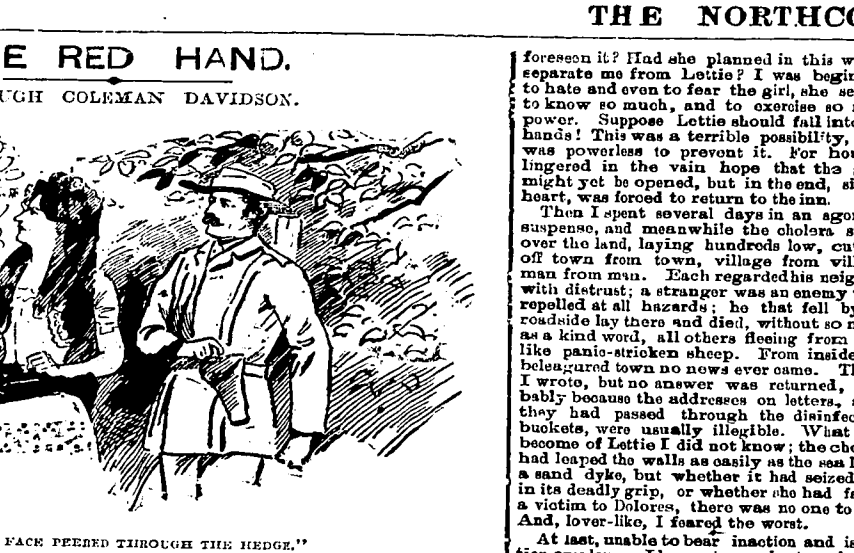 THE NORTHCO
E RED HAND.
UGH COLEMAN DAVIDSON.
FACE PEERED THROUGH THE HEDGE."
foreseen it? Had she planned in this w
separate me from Lettie? I was begin
to hate and even to fear the girl, she se
to know so much, and to exercise so
power. Suppose Lettie should fall into
hands! This was a terrible possibility,
was powerless to prevent it. For hou
lingered in the vain hope that the
might yet be opened, but in the end, si
heart, was forced to return to the inn.
Then I spent several days in an agon
suspense, and meanwhile the cholera s
over the land, laying hundreds low, cu
off town from town, village from vil
man from man. Each regarded his neig
with distrust; a stranger was an enemy
repelled at all hazards; he that fell by
roadside lay there and died, without so m
as a kind word, all others fleeing from
like panic-stricken sheep. From inside
beleagured town no news ever came. Th
I wrote, but no answer was returned,
bably because the addresses on letters,
they had passed through the disinfec
buckets, were usually illegible. What
become of Lettie I did not know; the cho
had leaped the walls as easily as the sea l
a sand dyke, but whether it had seized
in its deadly grip, or whether she had fa
a victim to Dolores, there was no one to
And, lover-like, I feared the worst.
At last, unable to bear inaction and is